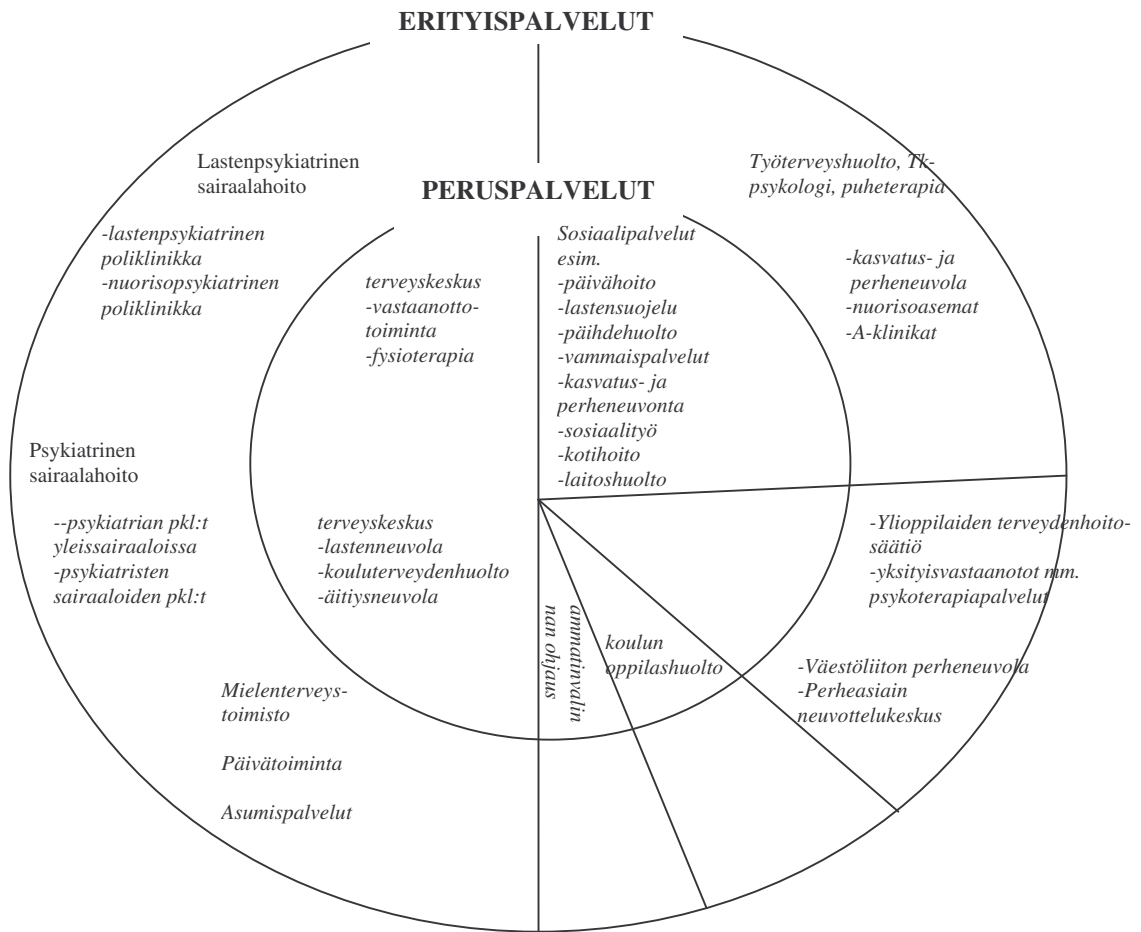 ERITYISPALVELUT
Lastenpsykiatrinen
sairaalahoito
-lastenpsykiatrinen
poliklinikka
-nuorisopsykiatrinen
poliklinikka
Työterveyshuolto, Tk-
psykologi, puheterapia
-kasvatus- ja
perheneuvola
-nuorisoasemat
-A-klinikat
PERUSPALVELUT
terveyskeskus
-vastaanotto-
toiminta
-fysioterapia
Sosiaalipalvelut
esim.
-päivähoito
-lastensuojelu
-päihdehuolto
-vammaispalvelut
-kasvatus- ja
perheneuvonta
-sosiaalityö
-kotihoito
-laitoshuolto
Psykiatrinen
sairaalahoito
--psykiatrian pkl:t
yleissairaaloissa
-psykiatristen
sairaaloiden pkl:t
terveyskeskus
-lastenneuvola
-kouluterveydenhuolto
-äitiysneuvola
ammatinvalin
nan ohjaus
koulun
oppilashuolto
-Ylioppilaiden terveydenhoito-
säätiö
-yksityisvastaanotot mm.
psykoterapiapalvelut
-Väestöliiton perheneuvola
-Perheasiain
neuvottelukeskus
Mielenterveys-
toimisto
Päivätoiminta
Asumispalvelut